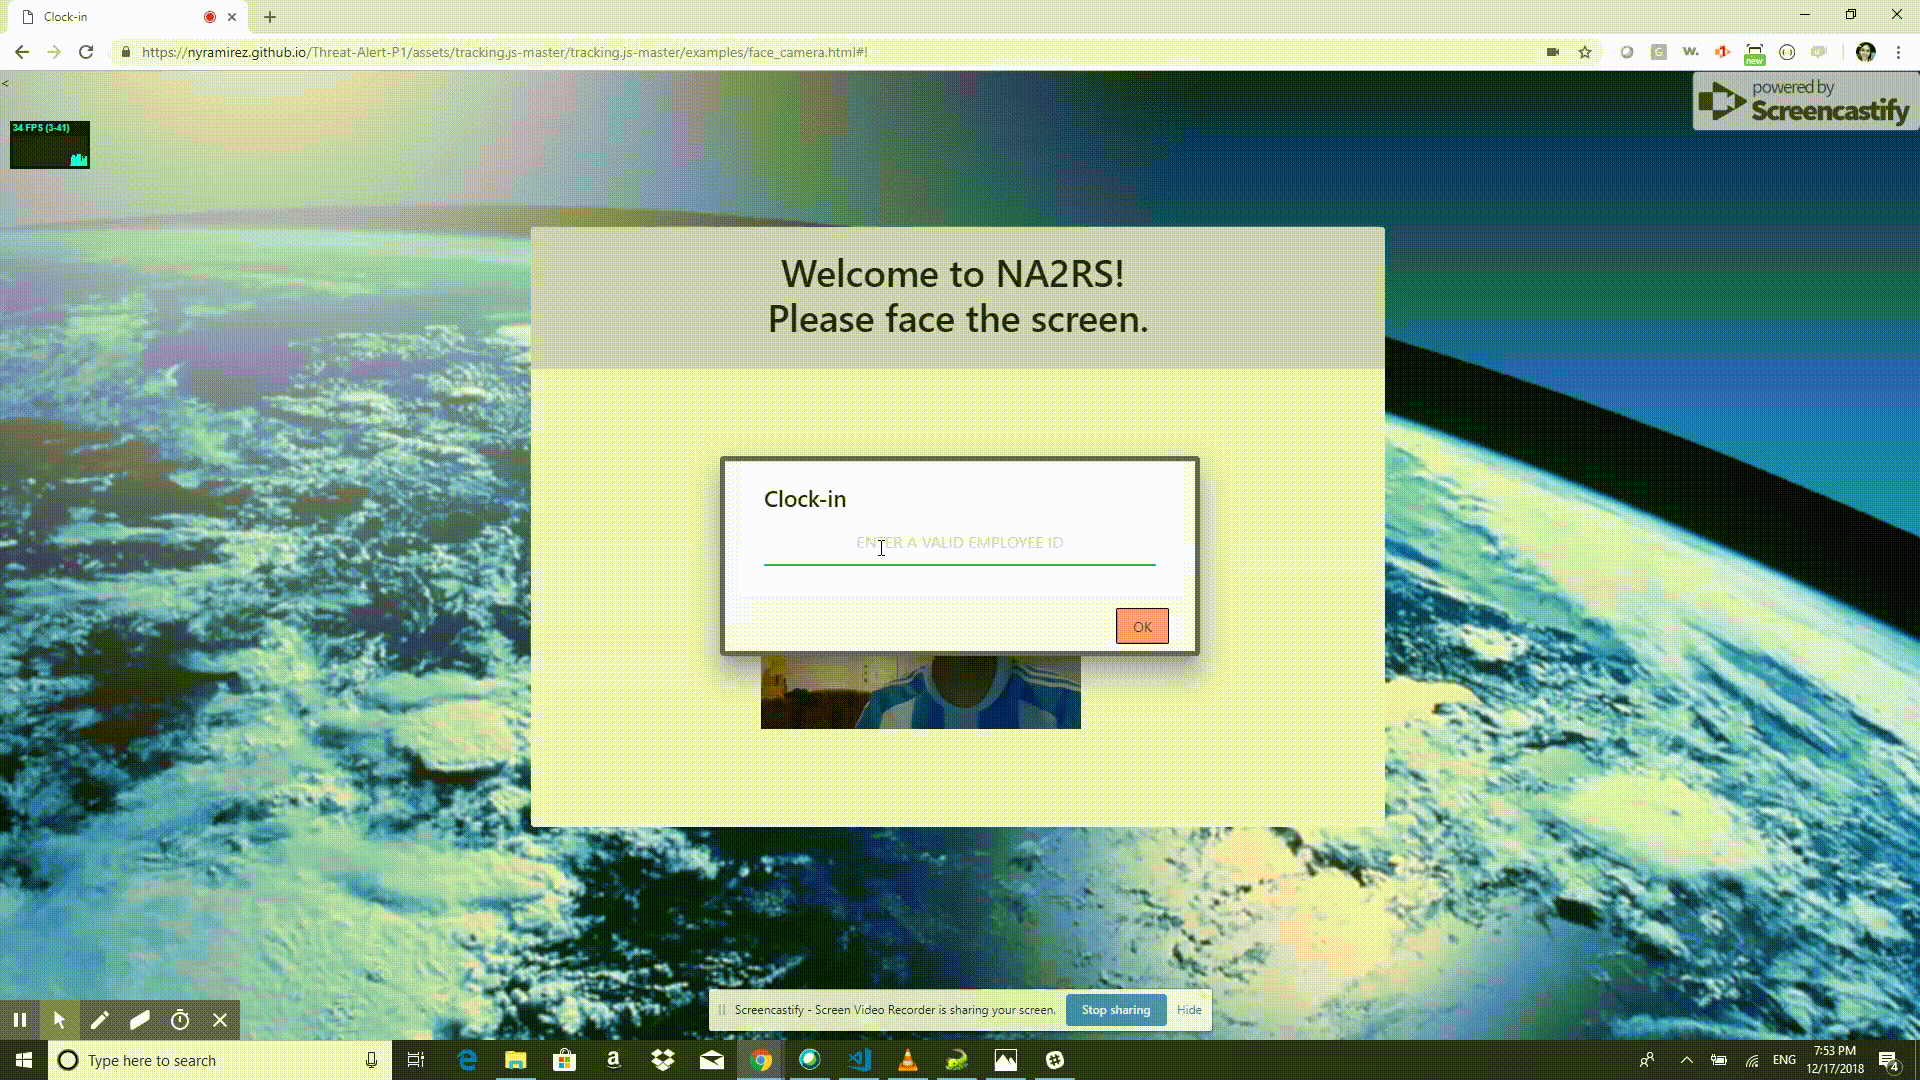 Clock-in
https://nyramirez.github.io/Threat-Alert-P1/assets/tracking.js-master/tracking.js-master/examples/face_camera.html#!
G
w.
1
new
<
powered by
Screencastify
34 FPS (3-41)
Welcome to NA2RS!
Please face the screen.
Clock-in
ENTER A VALID EMPLOYEE ID
OK
Screencastify - Screen Video Recorder is sharing your screen.
Stop sharing
Hide
Type here to search
ENG
7:53 PM
12/17/2018
4